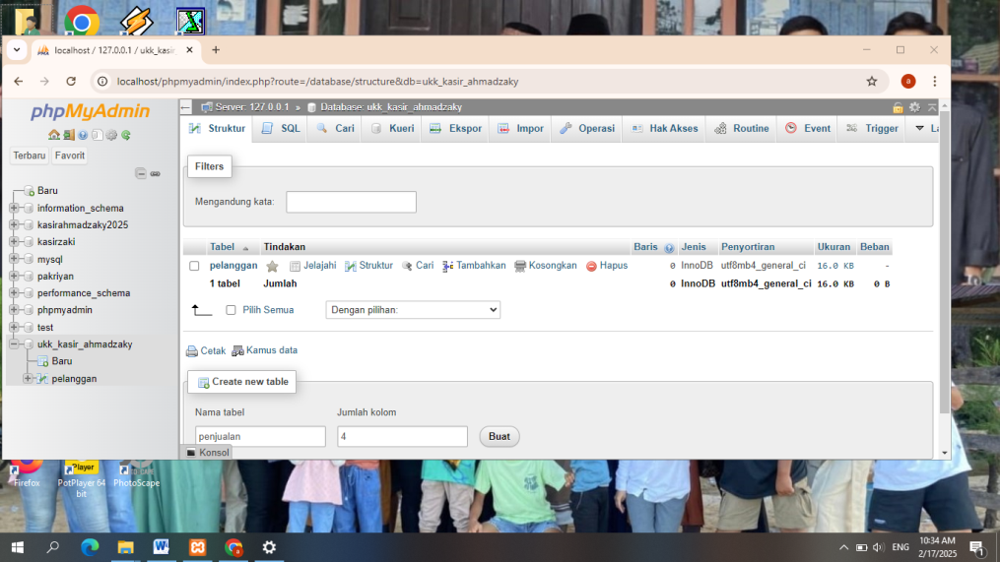 localhost / 127.0.0.1 / ukk_kasir
localhost/phpmyadmin/index.php?route=/database/structure&db=ukk_kasir_ahmadzaky
a
phpMyAdmin
Terbaru Favorit
Baru
information_schema
kasirahmadzaky2025
kasirzaki
mysql
pakriyan
performance_schema
phpmyadmin
test
ukk_kasir_ahmadzaky
Baru
pelanggan
Server: 127.0.0.1 » Database: ukk_kasir_ahmadzaky
Struktur SQL Cari Kueri Ekspor Impor Operasi Hak Akses Routine Event Trigger
Filters
Mengandung kata:
Tabel Tindakan Baris Jenis Penyortiran Ukuran Beban
pelanggan Jelajahi Struktur Cari Tambahkan Kosongkan Hapus 0 InnoDB utf8mb4_general_ci 16.0 KB -
1 tabel Jumlah 0 InnoDB utf8mb4_general_ci 16.0 KB 0 B
Pilih Semua Dengan pilihan:
Cetak Kamus data
Create new table
Nama tabel Jumlah kolom
penjualan 4 Buat
Konsol
Firefox
Player
PotPlayer 64 bit
PhotoScape
ENG
10:34 AM
2/17/2025
1